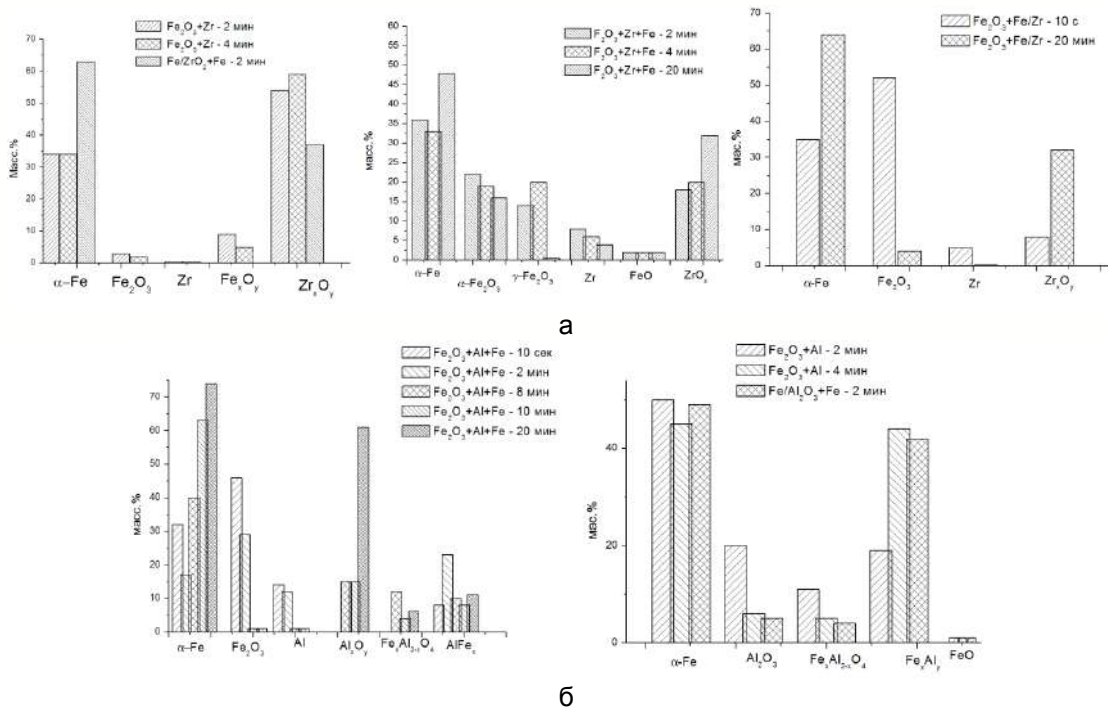 Fe₂O₃+Zr - 2 мин
Fe₂O₃+Zr - 4 мин
Fe/ZrO₂+Fe - 2 мин
Масс.%
70
60
50
40
30
20
10
0
α–Fe
Fe₂O₃
Zr
FeₓOᵧ
ZrₓOᵧ
F₂O₃+Zr+Fe - 2 мин
F₂O₃+Zr+Fe - 4 мин
F₂O₃+Zr+Fe - 20 мин
масс.%
60
55
50
45
40
35
30
25
20
15
10
5
0
α–Fe
α–Fe₂O₃
γ–Fe₂O₃
Zr
FeO
ZrOₓ
Fe₂O₃+Fe/Zr - 10 с
Fe₂O₃+Fe/Zr - 20 мин
мас.%
70
60
50
40
30
20
10
0
α-Fe
Fe₂O₃
Zr
ZrₓOᵧ
а
Fe₂O₃+Al+Fe - 10 сек
Fe₂O₃+Al+Fe - 2 мин
Fe₂O₃+Al+Fe - 8 мин
Fe₂O₃+Al+Fe - 10 мин
Fe₂O₃+Al+Fe - 20 мин
масс.%
70
60
50
40
30
20
10
0
α–Fe
Fe₂O₃
Al
AlₓOᵧ
FeₓAl₂₋ₓO₄
AlFeₓ
Fe₂O₃+Al - 2 мин
Fe₂O₃+Al - 4 мин
Fe/Al₂O₃+Fe - 2 мин
мас.%
40
20
0
α-Fe
Al₂O₃
FeₓAl₂₋ₓO₄
FeₓAlᵧ
FeO
б